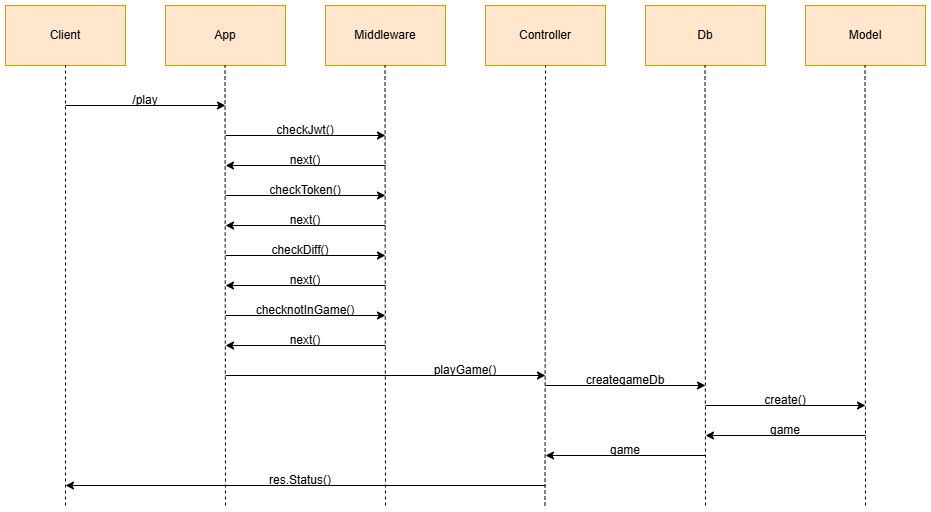 Client
App
Middleware
Controller
Db
Model
/play
checkJwt()
next()
checkToken()
next()
checkDiff()
next()
checknotInGame()
next()
playGame()
creategameDb
create()
game
game
res.Status()